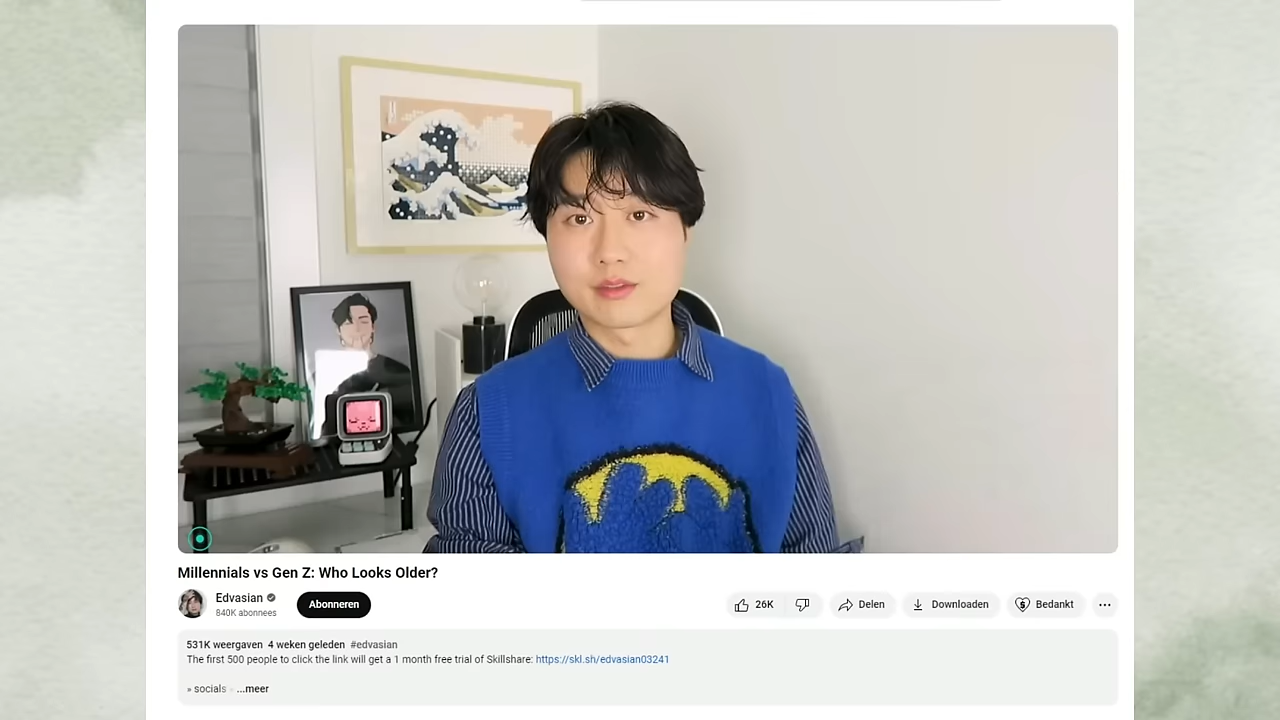 Millennials vs Gen Z: Who Looks Older?
Edvasian
840K abonnees
Abonneren
26K
Delen
Downloaden
Bedankt
531K weergaven 4 weken geleden #edvasian
The first 500 people to click the link will get a 1 month free trial of Skillshare: https://skl.sh/edvasian03241
» socials » ...meer